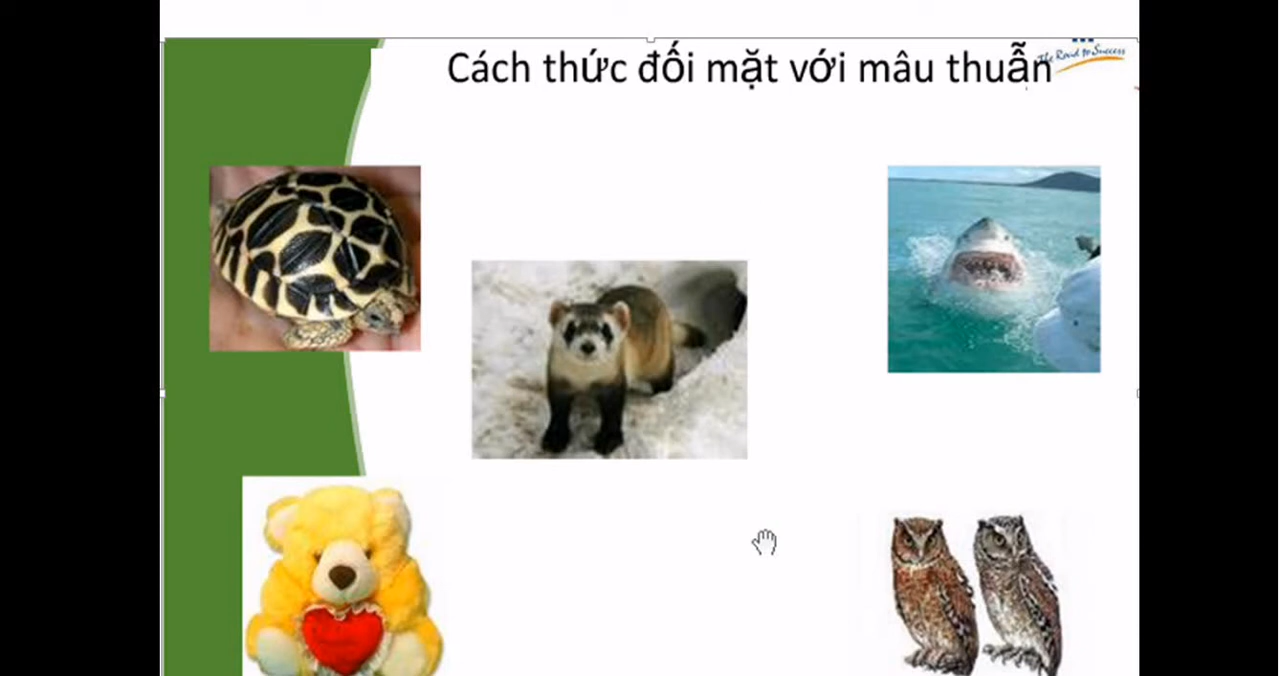 Cách thức đối mặt với mâu thuẫn
The Road to Success